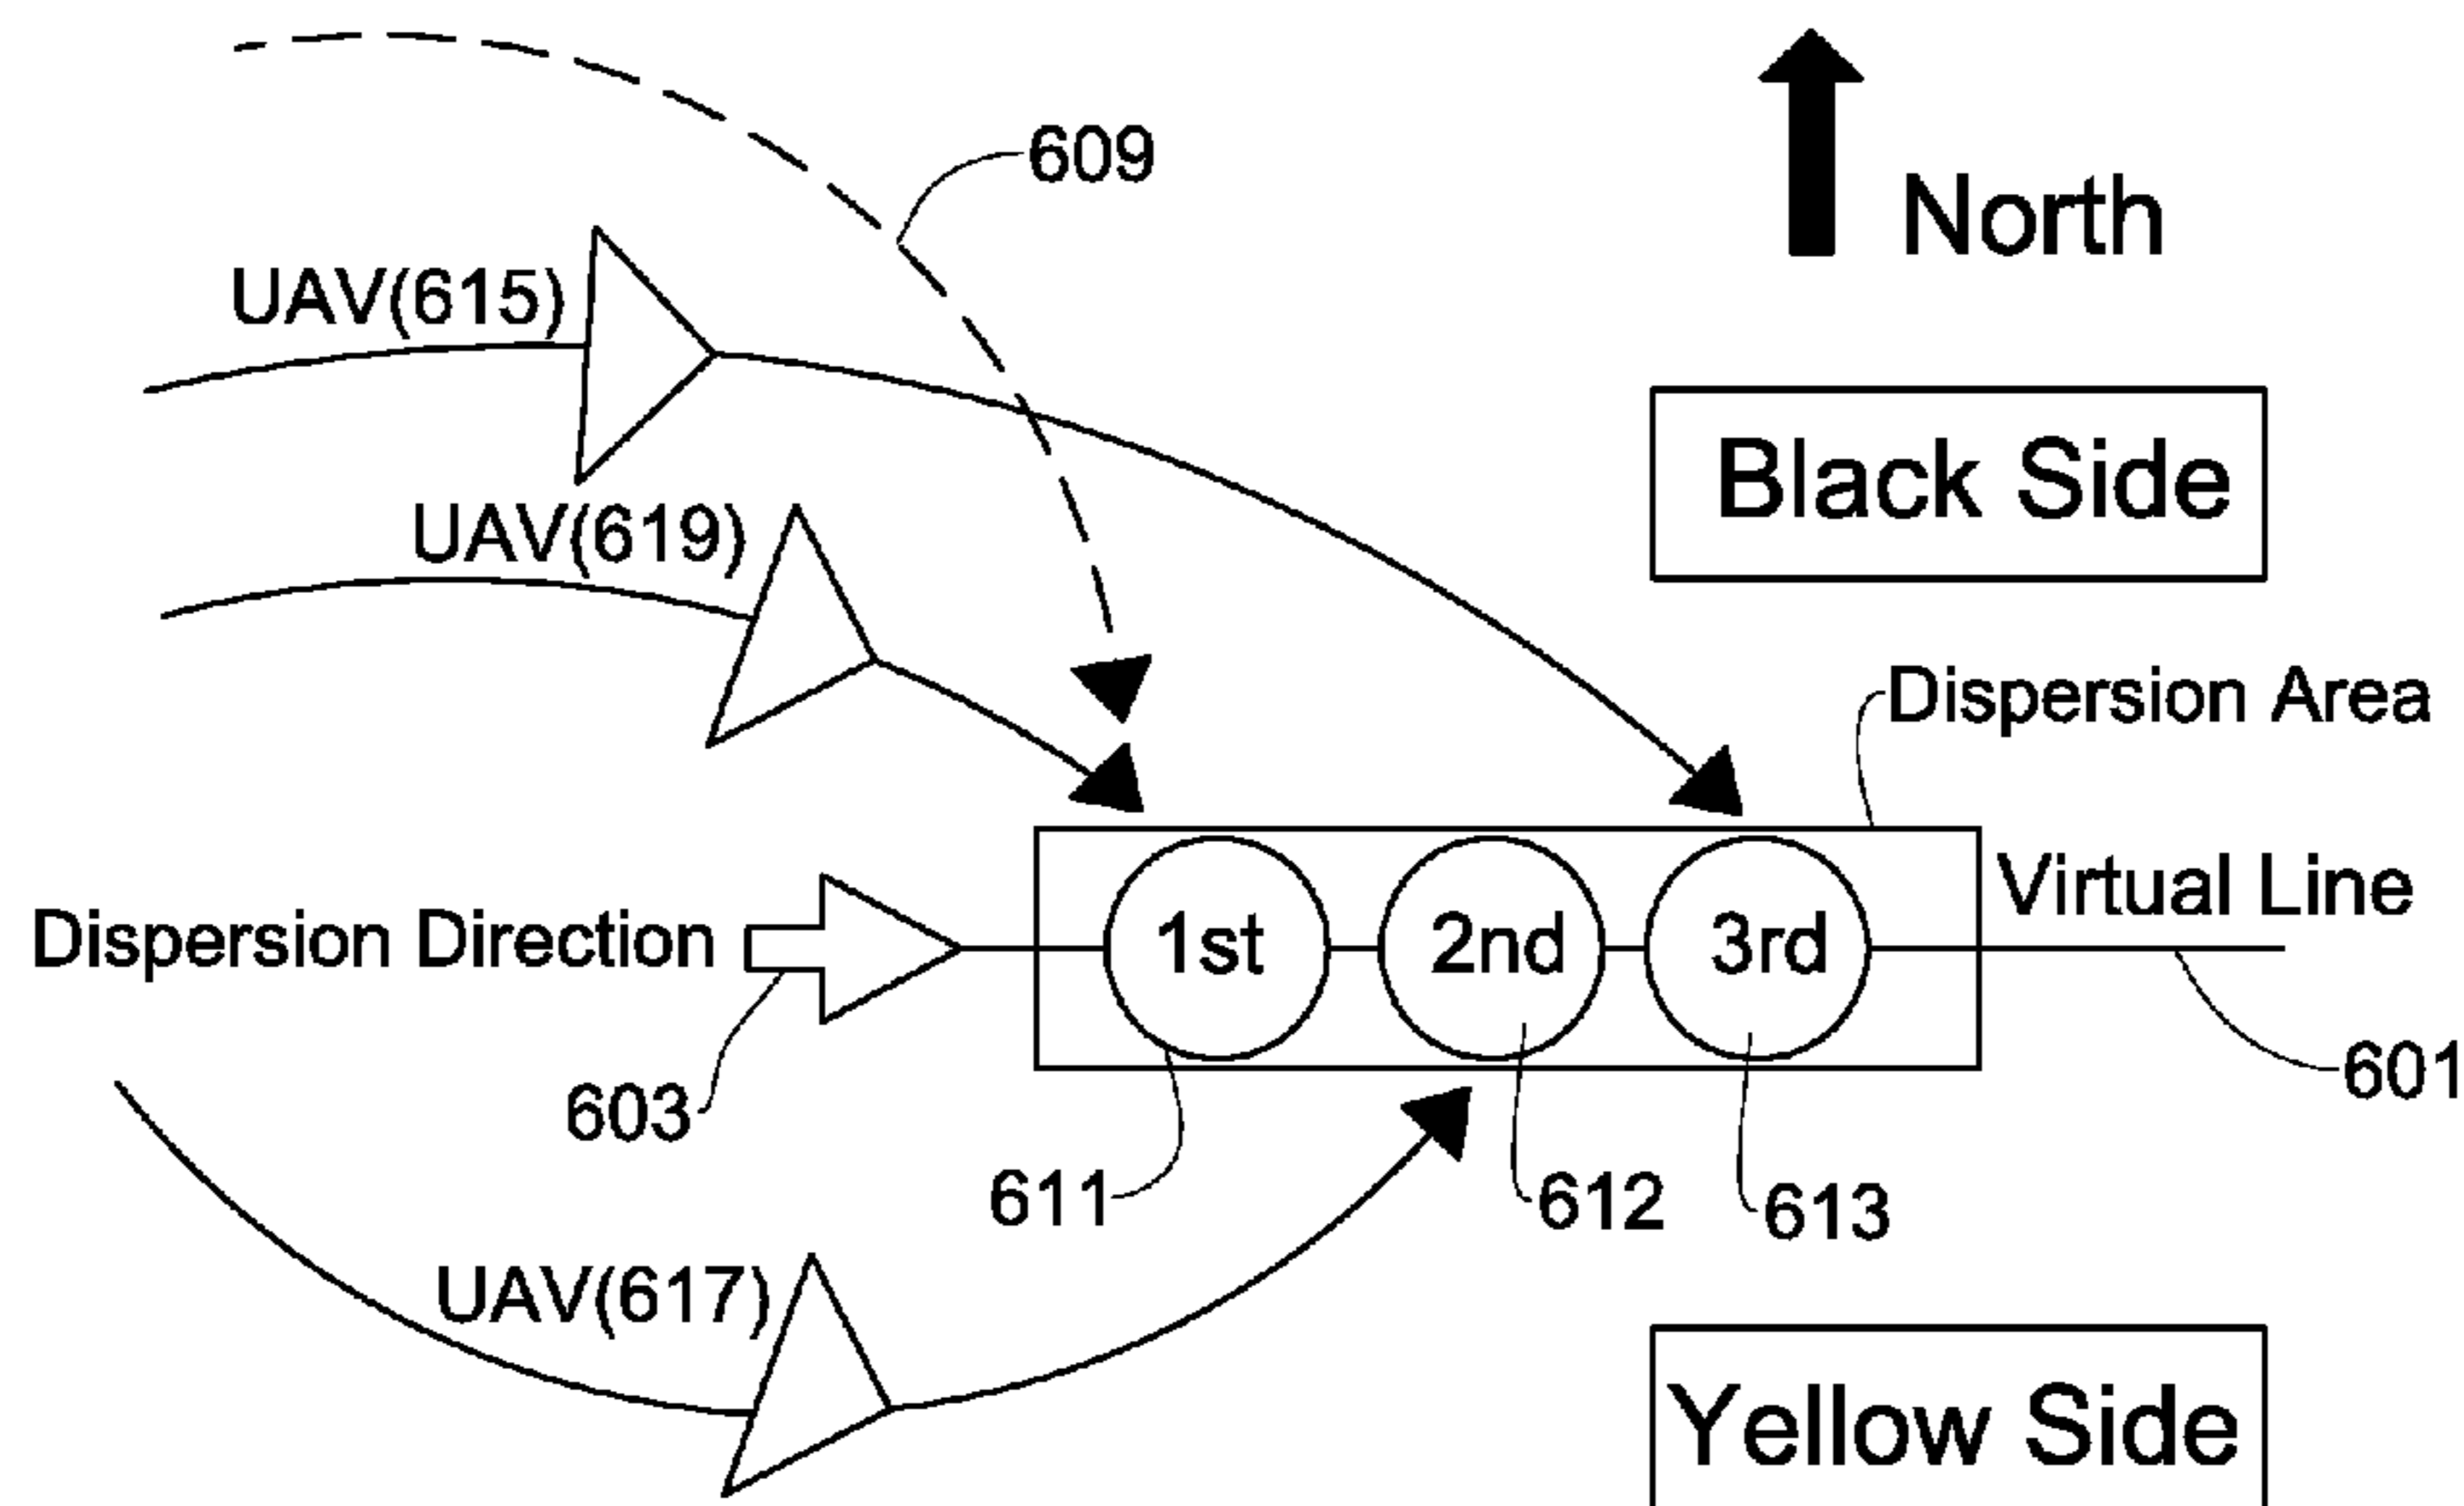 609
North
UAV(615)
Black Side
UAV(619)
Dispersion Area
Virtual Line
Dispersion Direction
1st
2nd
3rd
601
603
611
612
613
UAV(617)
Yellow Side